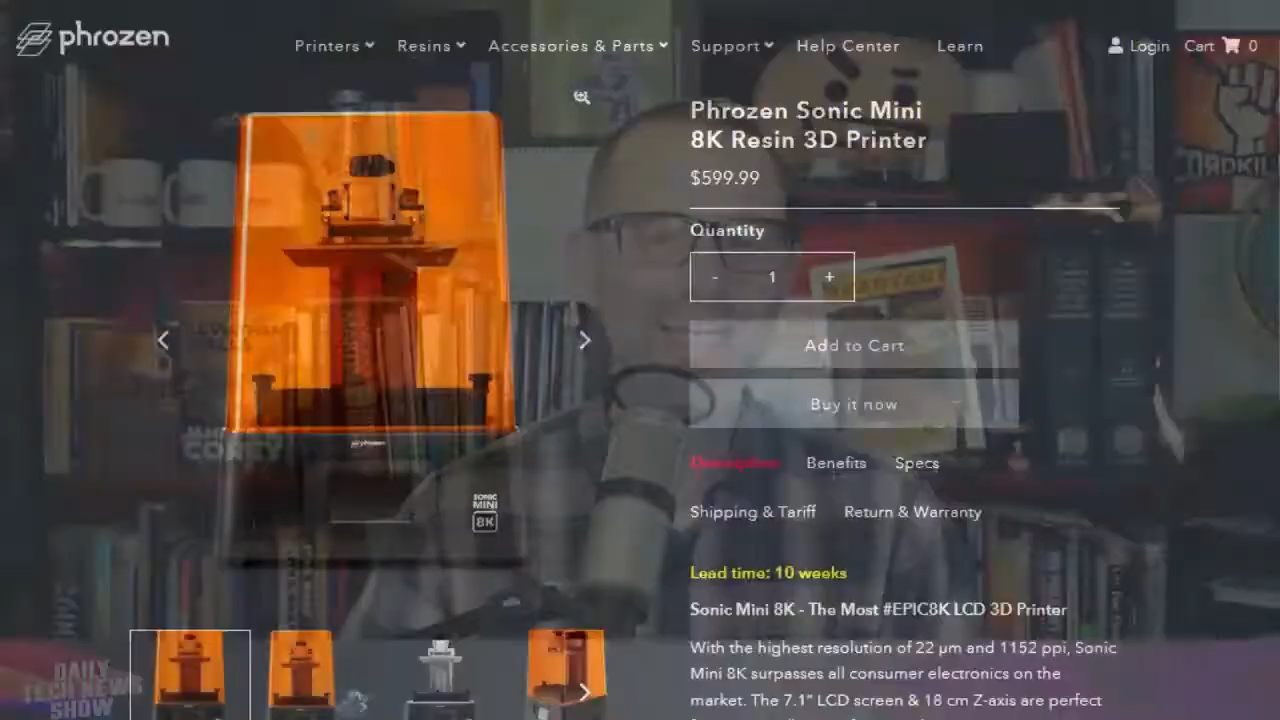 phrozen
Printers
Resins
Accessories & Parts
Support
Help Center
Learn
Login
Cart
0
Phrozen Sonic Mini
8K Resin 3D Printer
$599.99
Quantity
- 1 +
Add to Cart
Buy it now
Description
Benefits
Specs
Shipping & Tariff
Return & Warranty
Lead time: 10 weeks
Sonic Mini 8K - The Most #EPIC8K LCD 3D Printer
With the highest resolution of 22 μm and 1152 ppi, Sonic
Mini 8K surpasses all consumer electronics on the
market. The 7.1" LCD screen & 18 cm Z-axis are perfect
phrozen
SONIC
MINI
8K
DAILY
TECH NEWS
SHOW
COREY